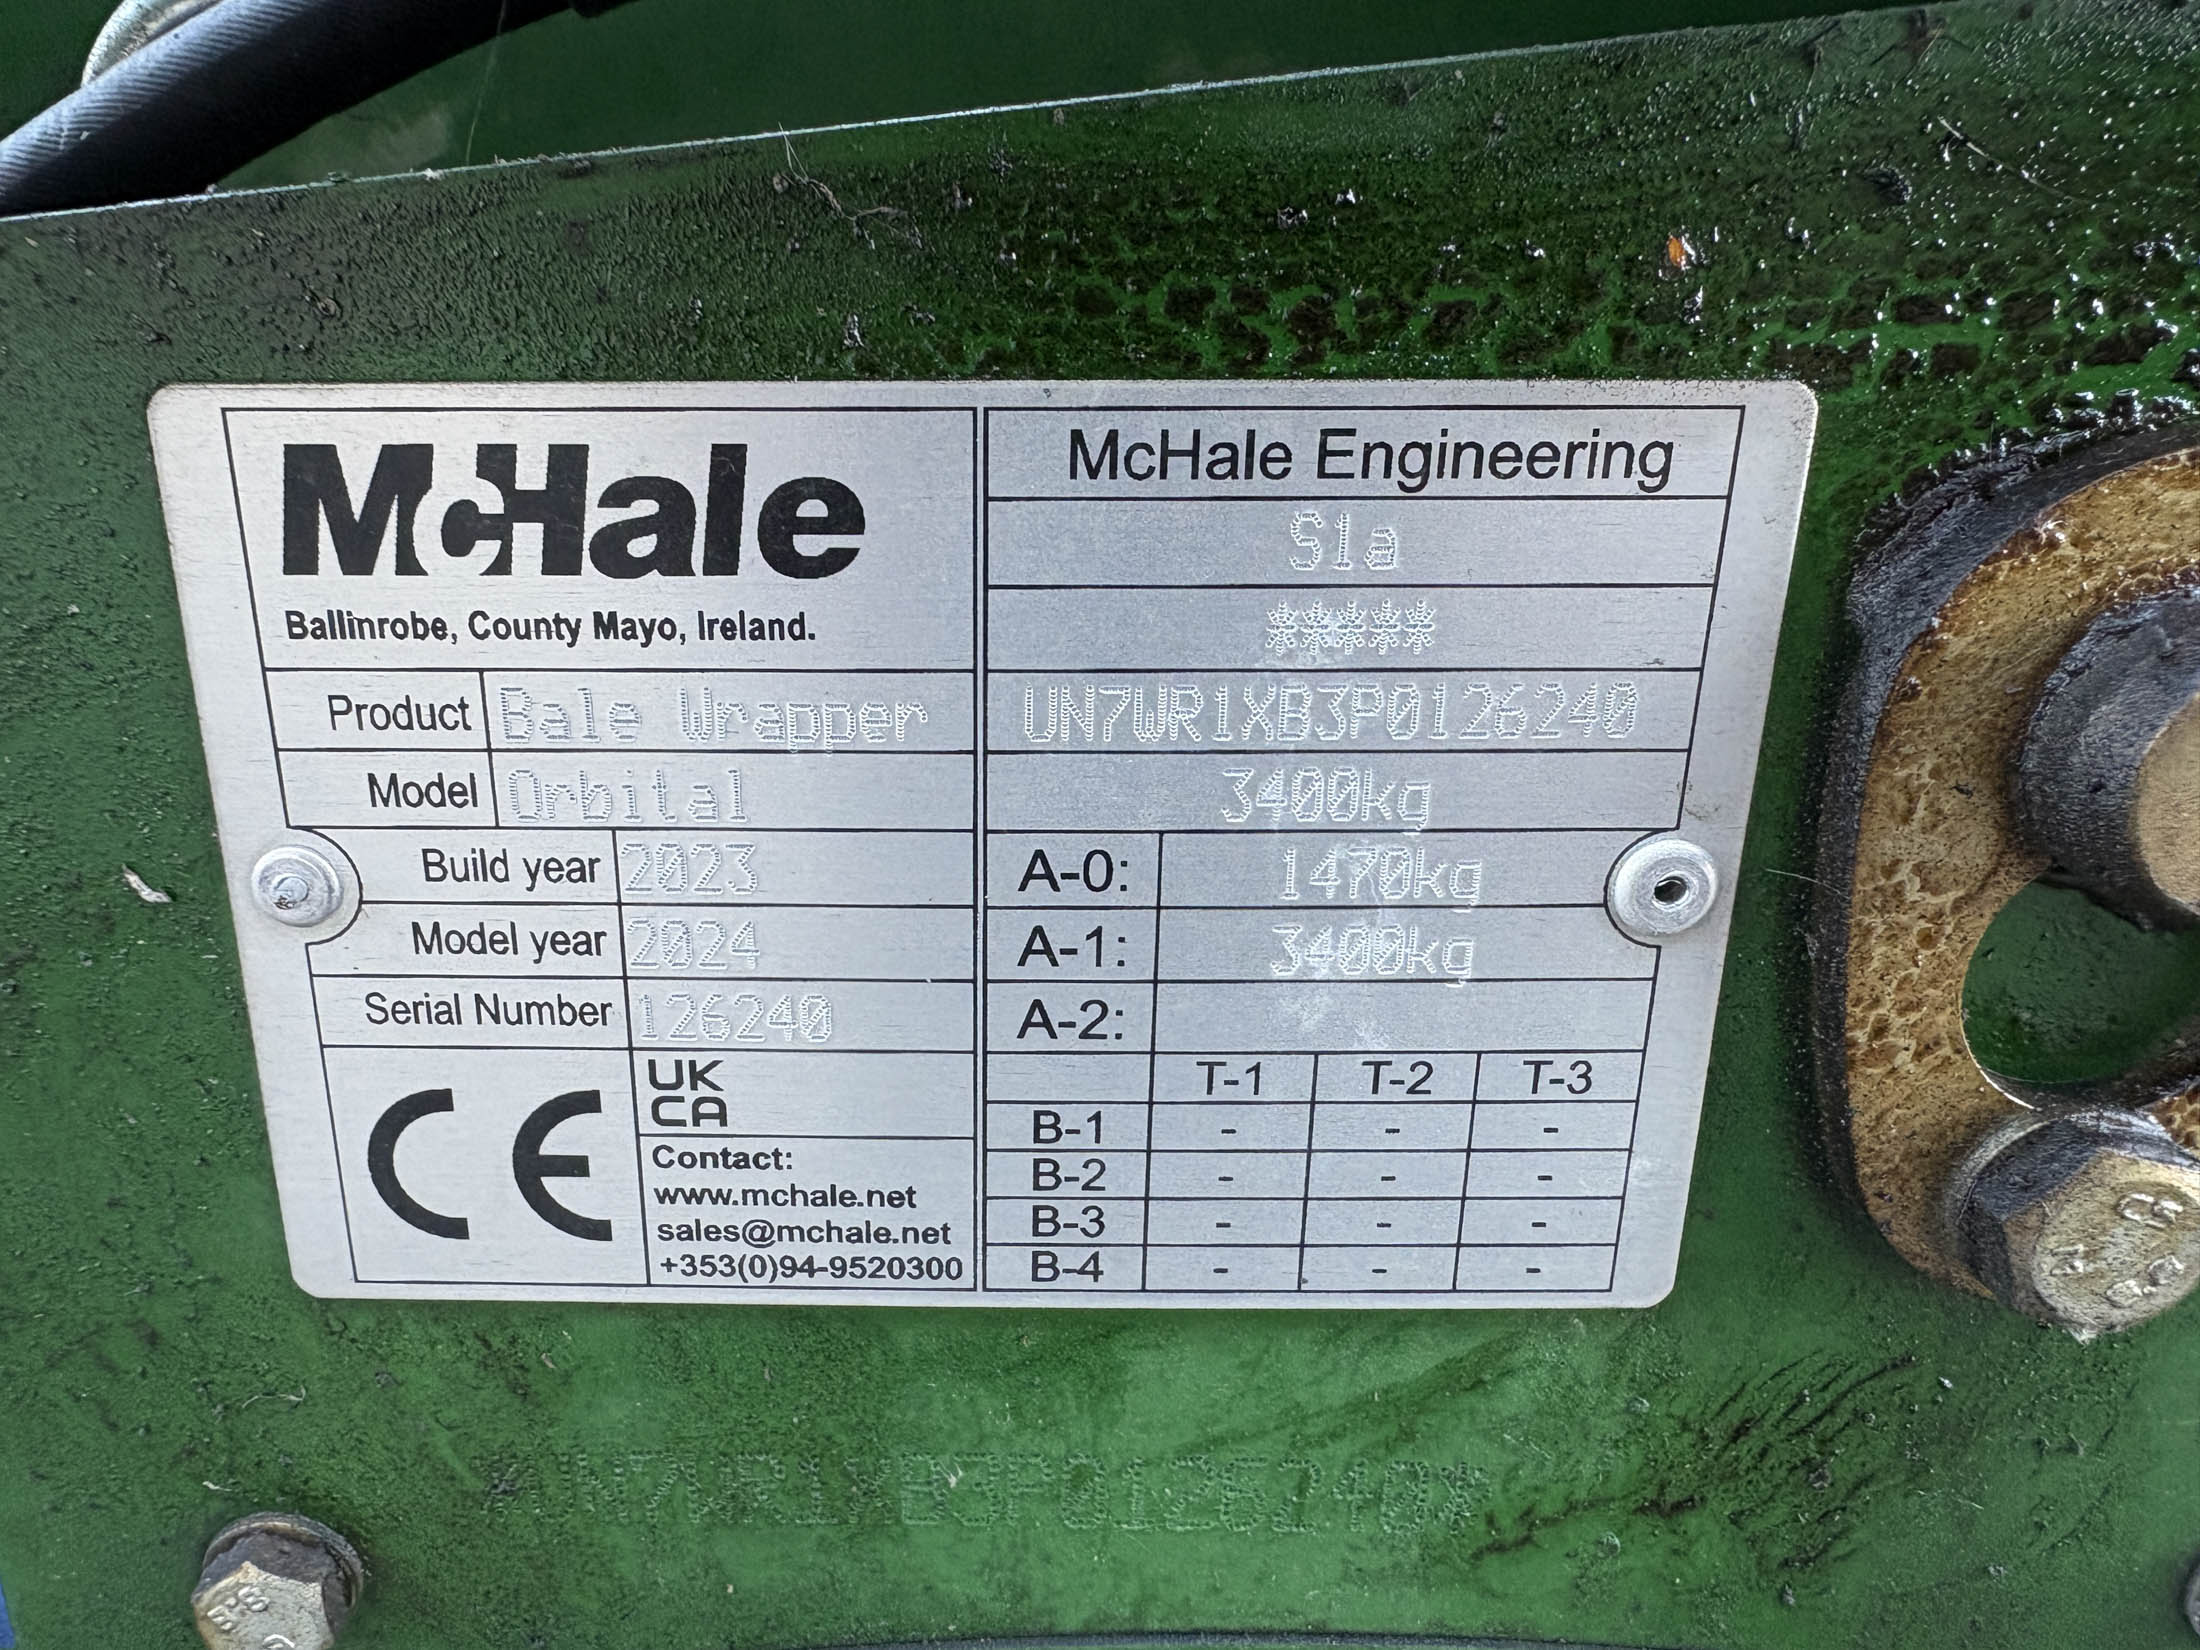 McHale
Ballinrobe, County Mayo, Ireland.
Product Bale Wrapper
Model Orbital
Build year 2023
Model year 2024
Serial Number 126240
CE
UK
CA
Contact:
www.mchale.net
sales@mchale.net
+353(0)94-9520300
McHale Engineering
S1a
*****
UN7WR1XB3P0126240
3400kg
A-0: 1470kg
A-1: 3400kg
A-2:
T-1 T-2 T-3
B-1 - - -
B-2 - - -
B-3 - - -
B-4 - - -
*UN7WR1XB3P0126240*